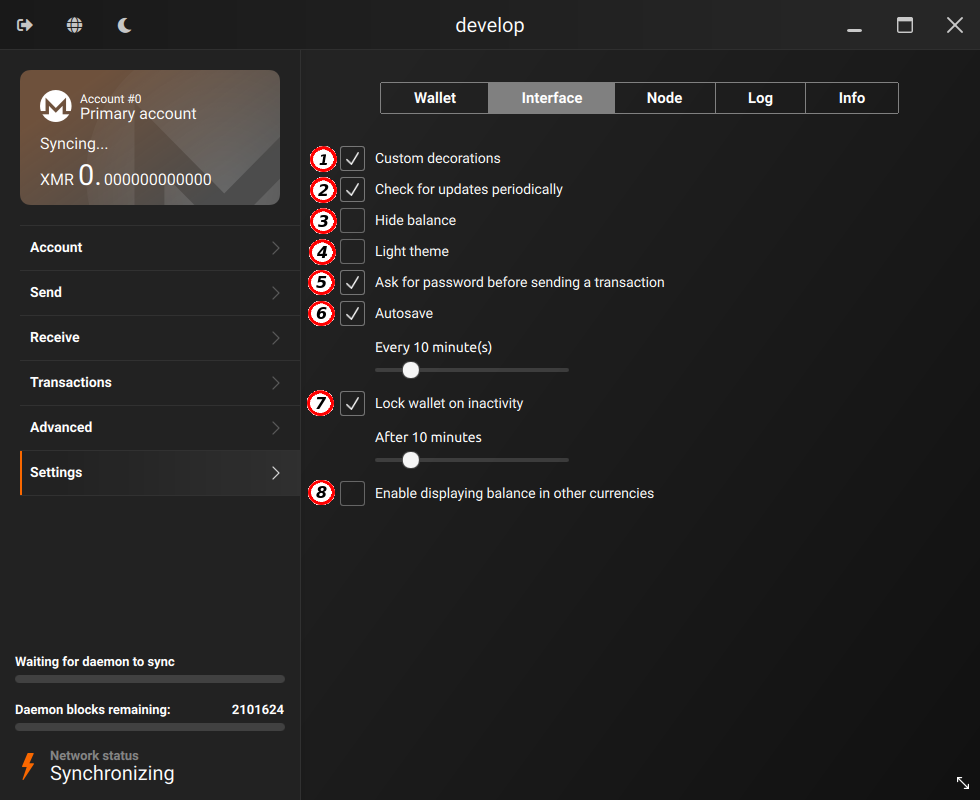 develop
Account #0
Primary account
Syncing...
XMR 0.000000000000
Account
Send
Receive
Transactions
Advanced
Settings
Waiting for daemon to sync
Daemon blocks remaining: 2101624
Network status
Synchronizing
Wallet Interface Node Log Info
1 Custom decorations
2 Check for updates periodically
3 Hide balance
4 Light theme
5 Ask for password before sending a transaction
6 Autosave
Every 10 minute(s)
7 Lock wallet on inactivity
After 10 minutes
8 Enable displaying balance in other currencies